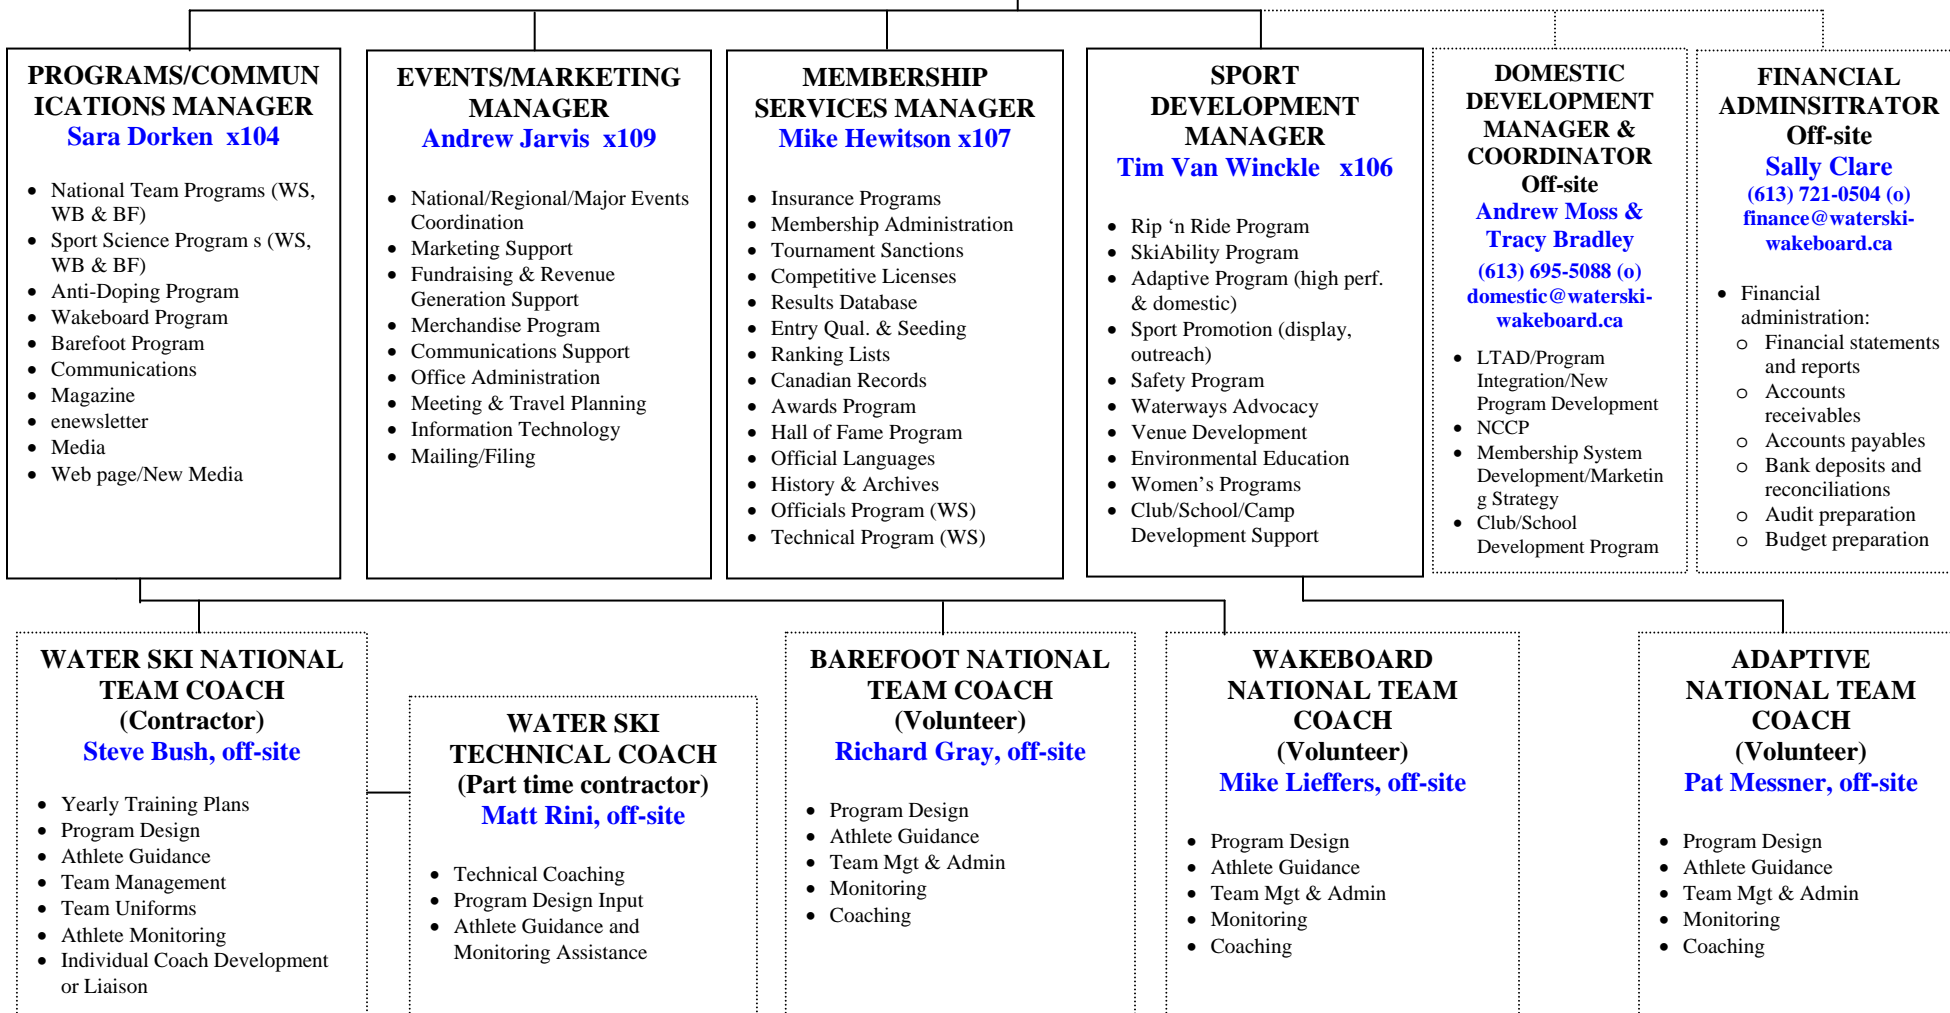 PROGRAMS/COMMUN
ICATIONS MANAGER
Sara Dorken x104
• National Team Programs (WS,
WB & BF)
• Sport Science Program s (WS,
WB & BF)
• Anti-Doping Program
• Wakeboard Program
• Barefoot Program
• Communications
• Magazine
• enewsletter
• Media
• Web page/New Media
EVENTS/MARKETING
MANAGER
Andrew Jarvis x109
• National/Regional/Major Events
Coordination
• Marketing Support
• Fundraising & Revenue
Generation Support
• Merchandise Program
• Communications Support
• Office Administration
• Meeting & Travel Planning
• Information Technology
• Mailing/Filing
MEMBERSHIP
SERVICES MANAGER
Mike Hewitson x107
• Insurance Programs
• Membership Administration
• Tournament Sanctions
• Competitive Licenses
• Results Database
• Entry Qual. & Seeding
• Ranking Lists
• Canadian Records
• Awards Program
• Hall of Fame Program
• Official Languages
• History & Archives
• Officials Program (WS)
• Technical Program (WS)
SPORT
DEVELOPMENT
MANAGER
Tim Van Winckle x106
• Rip ‘n Ride Program
• SkiAbility Program
• Adaptive Program (high perf.
& domestic)
• Sport Promotion (display,
outreach)
• Safety Program
• Waterways Advocacy
• Venue Development
• Environmental Education
• Women’s Programs
• Club/School/Camp
Development Support
DOMESTIC
DEVELOPMENT
MANAGER &
COORDINATOR
Off-site
Andrew Moss &
Tracy Bradley
(613) 695-5088 (o)
domestic@waterski-
wakeboard.ca
• LTAD/Program
Integration/New
Program Development
• NCCP
• Membership System
Development/Marketin
g Strategy
• Club/School
Development Program
FINANCIAL
ADMINSITRATOR
Off-site
Sally Clare
(613) 721-0504 (o)
finance@waterski-
wakeboard.ca
• Financial
administration:
o Financial statements
and reports
o Accounts
receivables
o Accounts payables
o Bank deposits and
reconciliations
o Audit preparation
o Budget preparation
WATER SKI NATIONAL
TEAM COACH
(Contractor)
Steve Bush, off-site
• Yearly Training Plans
• Program Design
• Athlete Guidance
• Team Management
• Team Uniforms
• Athlete Monitoring
• Individual Coach Development
or Liaison
WATER SKI
TECHNICAL COACH
(Part time contractor)
Matt Rini, off-site
• Technical Coaching
• Program Design Input
• Athlete Guidance and
Monitoring Assistance
BAREFOOT NATIONAL
TEAM COACH
(Volunteer)
Richard Gray, off-site
• Program Design
• Athlete Guidance
• Team Mgt & Admin
• Monitoring
• Coaching
WAKEBOARD
NATIONAL TEAM
COACH
(Volunteer)
Mike Lieffers, off-site
• Program Design
• Athlete Guidance
• Team Mgt & Admin
• Monitoring
• Coaching
ADAPTIVE
NATIONAL TEAM
COACH
(Volunteer)
Pat Messner, off-site
• Program Design
• Athlete Guidance
• Team Mgt & Admin
• Monitoring
• Coaching